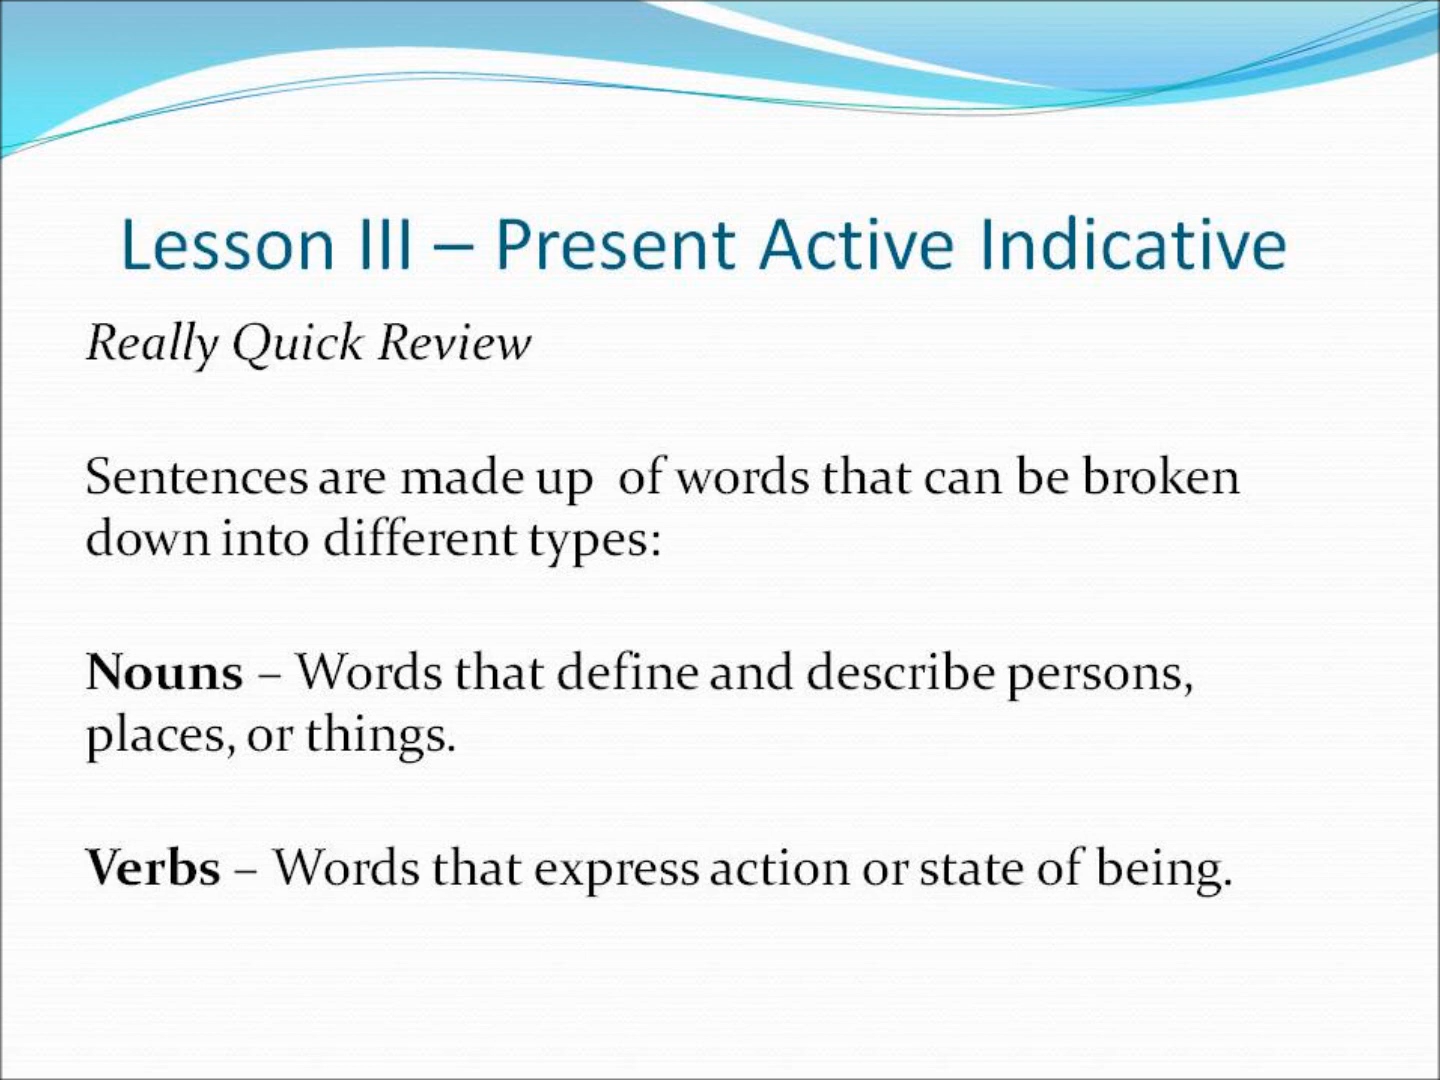 Lesson III – Present Active Indicative
Really Quick Review
Sentences are made up  of words that can be broken
down into different types:
Nouns – Words that define and describe persons,
places, or things.
Verbs – Words that express action or state of being.